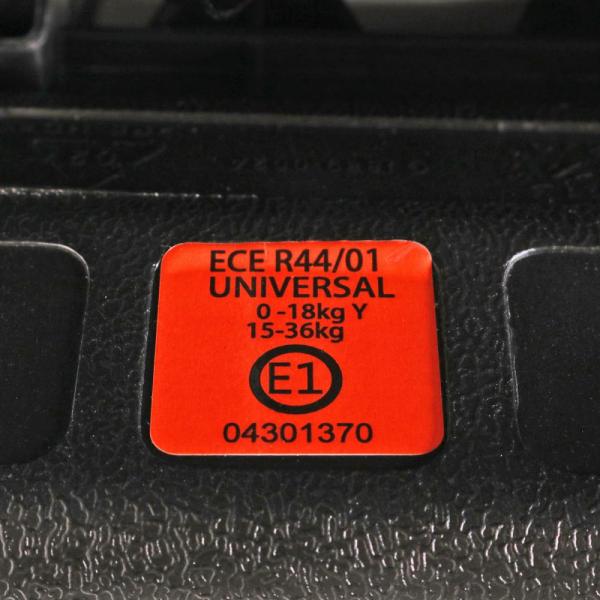 ECE R44/01
UNIVERSAL
0-18kg Y
15-36kg
E1
04301370